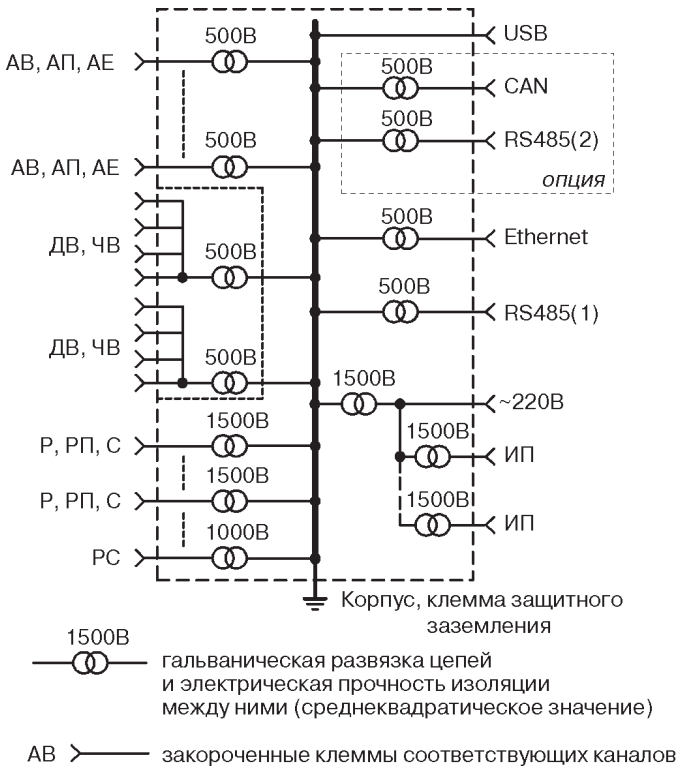 500В
USB
АВ, АП, АЕ
500В
CAN
500В
RS485(2)
500В
АВ, АП, АЕ
опция
ДВ, ЧВ
500В
500В
Ethernet
500В
RS485(1)
ДВ, ЧВ
500В
1500В
~220В
Р, РП, С
1500В
1500В
ИП
Р, РП, С
1500В
1500В
ИП
РС
1000В
Корпус, клемма защитного
заземления
1500В
гальваническая развязка цепей
и электрическая прочность изоляции
между ними (среднеквадратическое значение)
АВ
закороченные клеммы соответствующих каналов